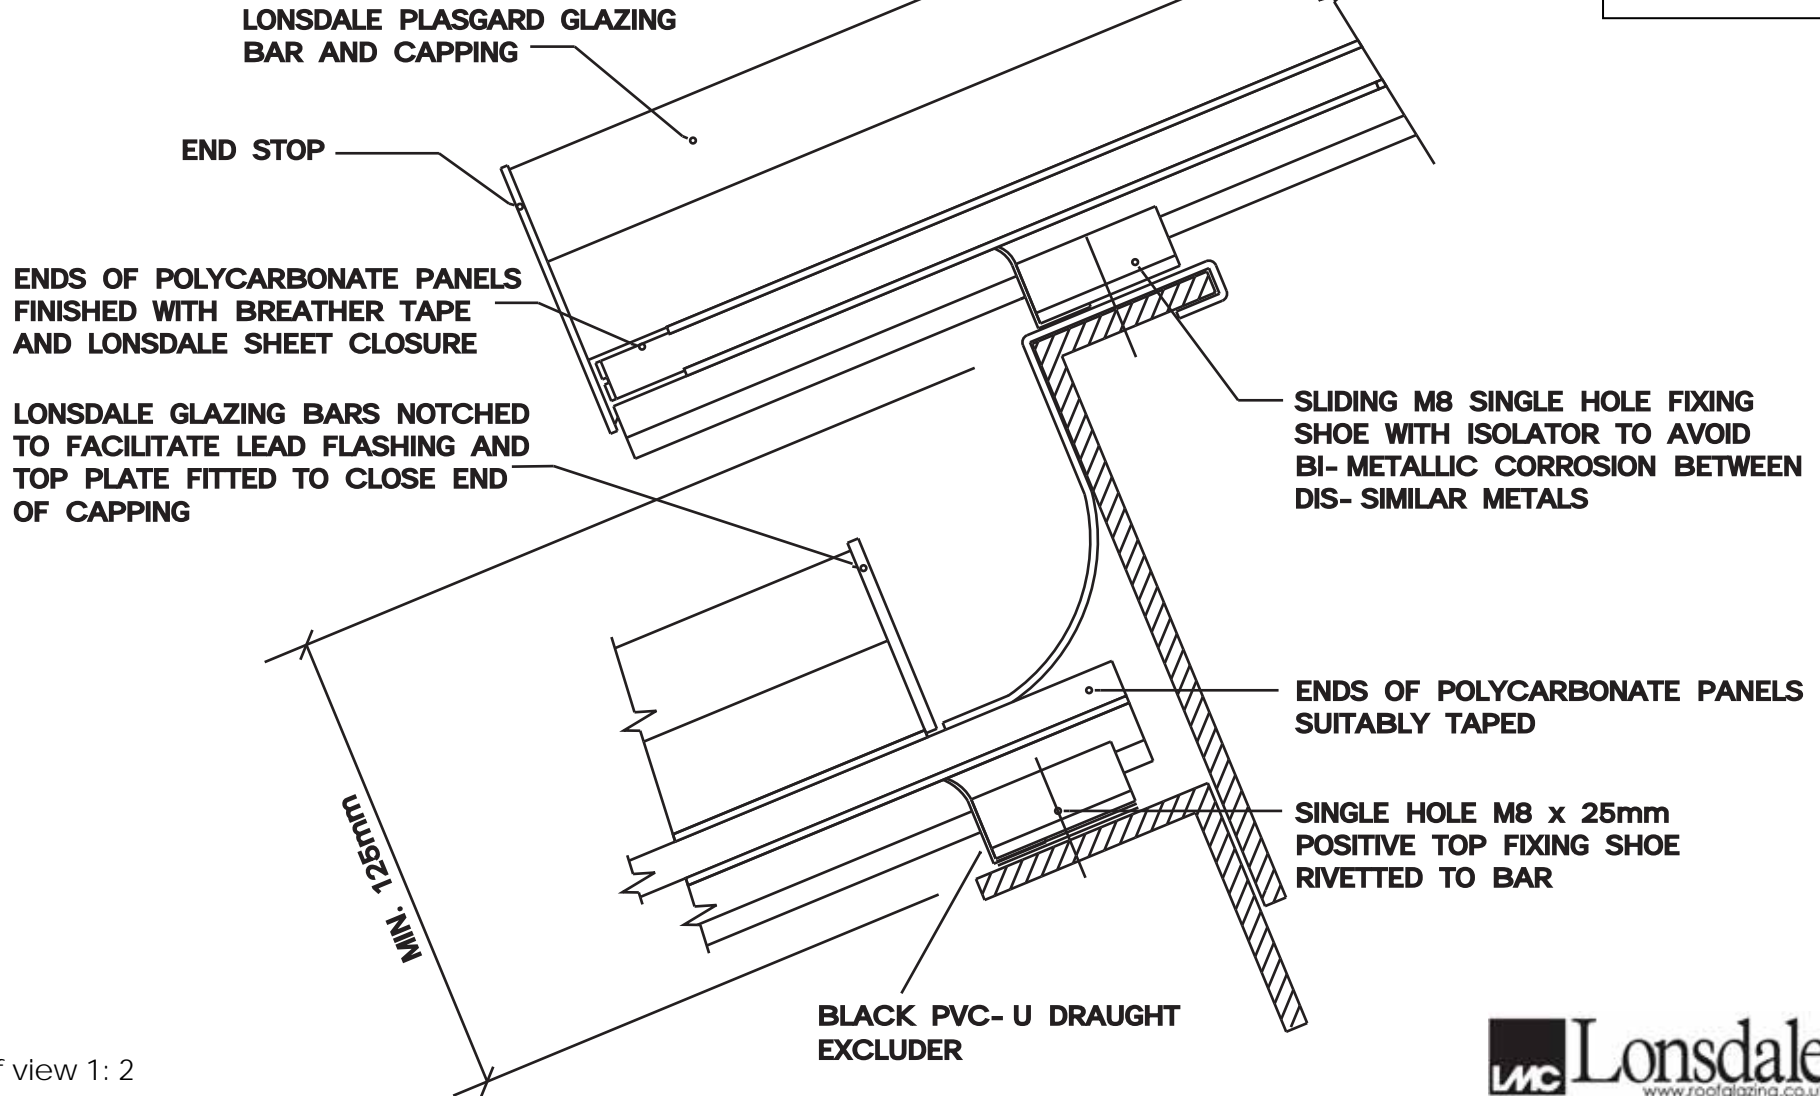 LONSDALE PLASGARD GLAZING
BAR AND CAPPING
END STOP
ENDS OF POLYCARBONATE PANELS
FINISHED WITH BREATHER TAPE
AND LONSDALE SHEET CLOSURE
LONSDALE GLAZING BARS NOTCHED
TO FACILITATE LEAD FLASHING AND
TOP PLATE FITTED TO CLOSE END
OF CAPPING
SLIDING M8 SINGLE HOLE FIXING
SHOE WITH ISOLATOR TO AVOID
BI-METALLIC CORROSION BETWEEN
DIS-SIMILAR METALS
ENDS OF POLYCARBONATE PANELS
SUITABLY TAPED
SINGLE HOLE M8 x 25mm
POSITIVE TOP FIXING SHOE
RIVETTED TO BAR
MIN. 125mm
BLACK PVC-U DRAUGHT
EXCLUDER
view 1:2
LMC Lonsdale
www.roofglazing.co.u